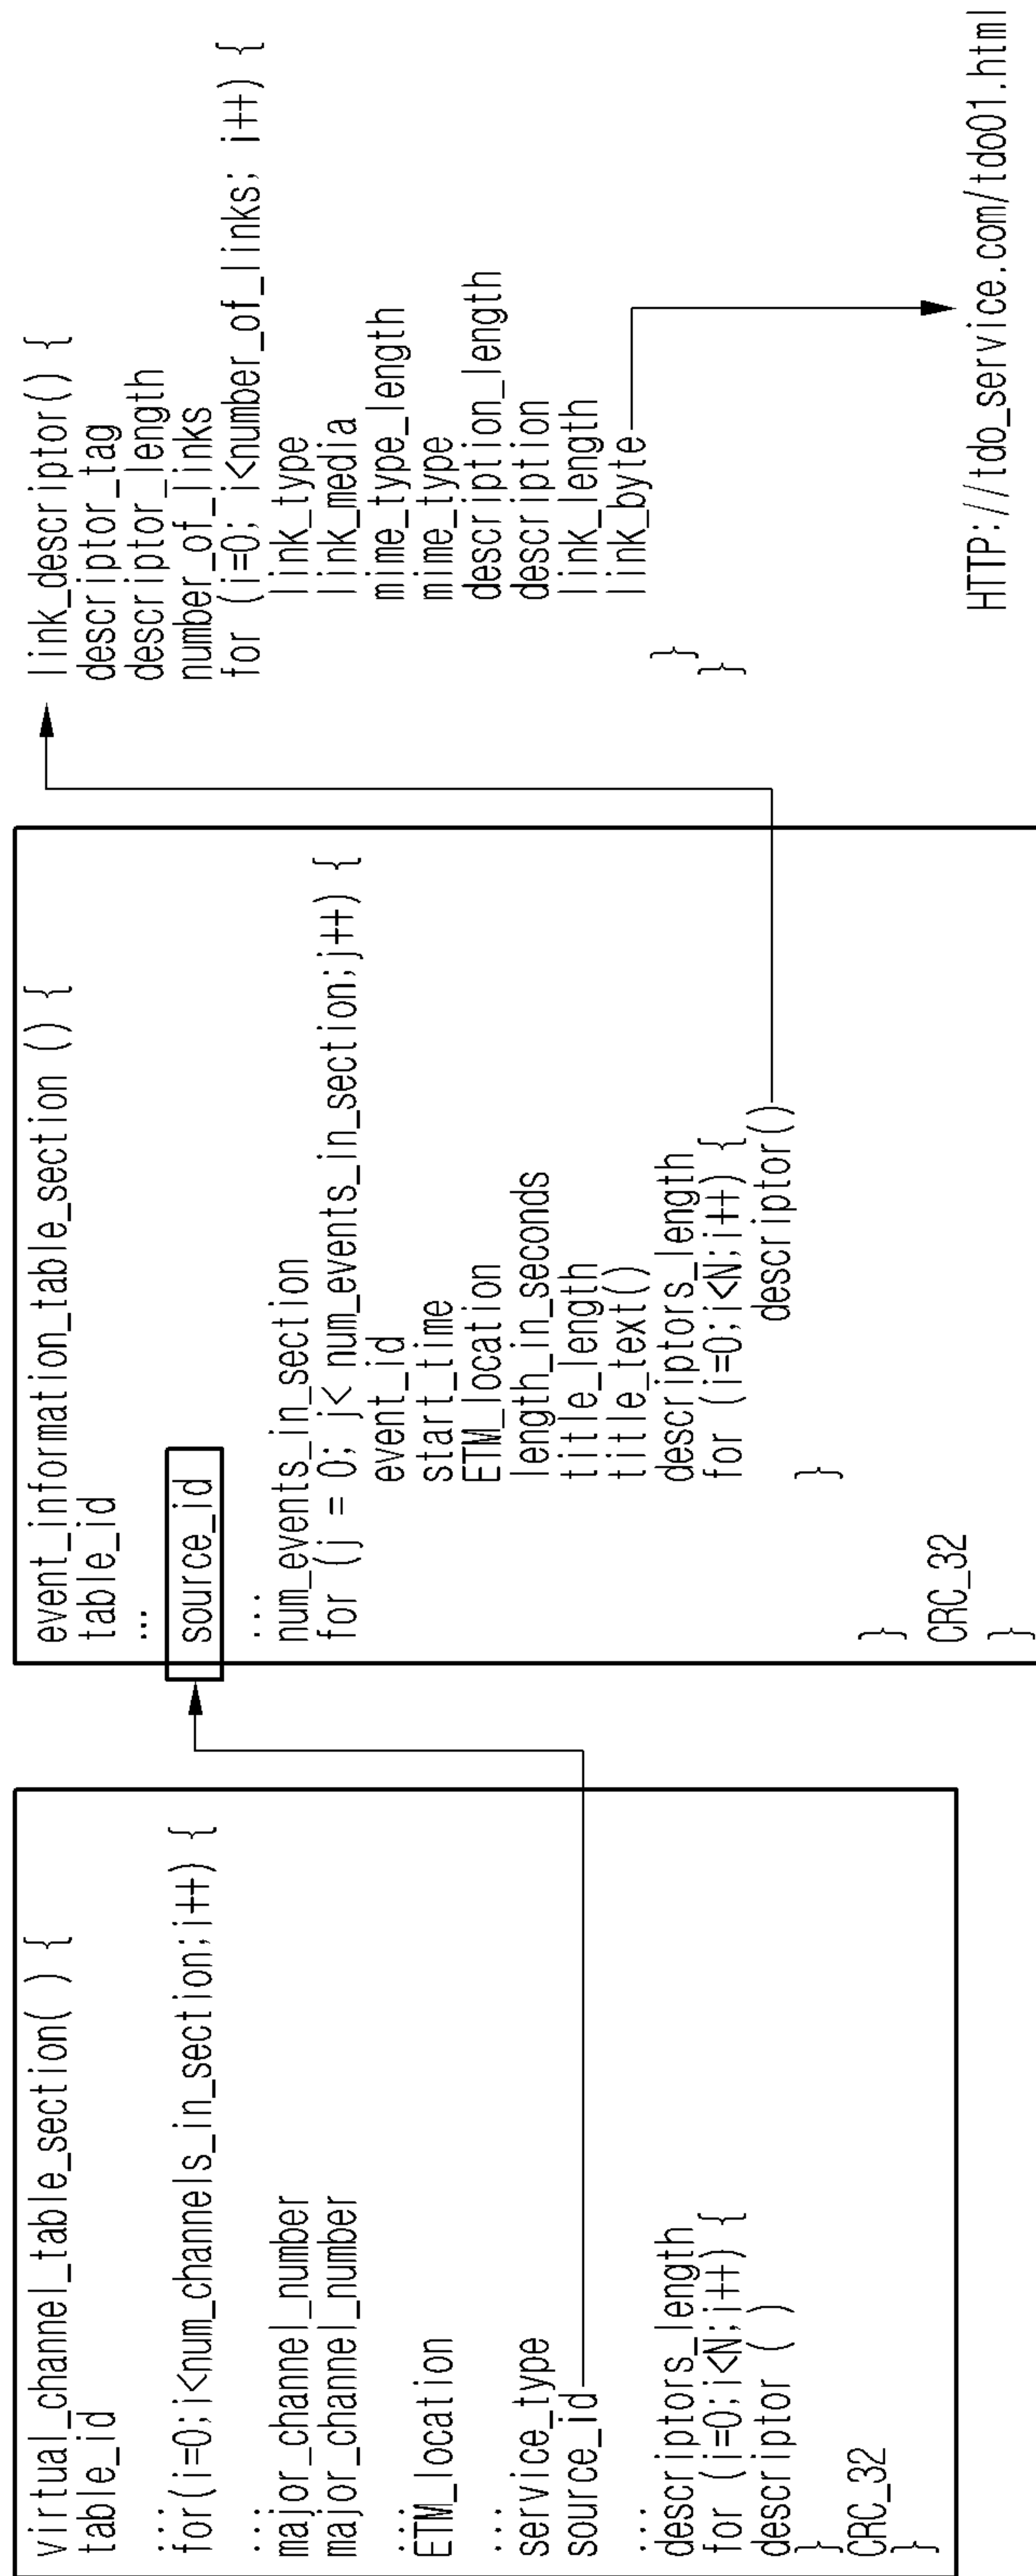 virtual_channel_table_section( ) {
table_id
...
for(i=0;i<num_channels_in_section;i++) {
...
major_channel_number
major_channel_number
...
ETM_location
...
service_type
source_id
...
descriptors_length
for (i=0;i<N;i++) {
descriptor ( )
}
CRC_32
}
event_information_table_section () {
table_id
...
source_id
...
num_events_in_section
for (j = 0; j< num_events_in_section;j++) {
event_id
start_time
ETM_location
length_in_seconds
title_length
title_text()
descriptors_length
for (i=0;i<N;i++) {
descriptor()
}
}
CRC_32
}
link_descriptor() {
descriptor_tag
descriptor_length
number_of_links
for (i=0; i<number_of_links; i++) {
link_type
link_media
mime_type_length
mime_type
description_length
description
link_length
link_byte
}
}
HTTP://tdo_service.com/tdo01.html